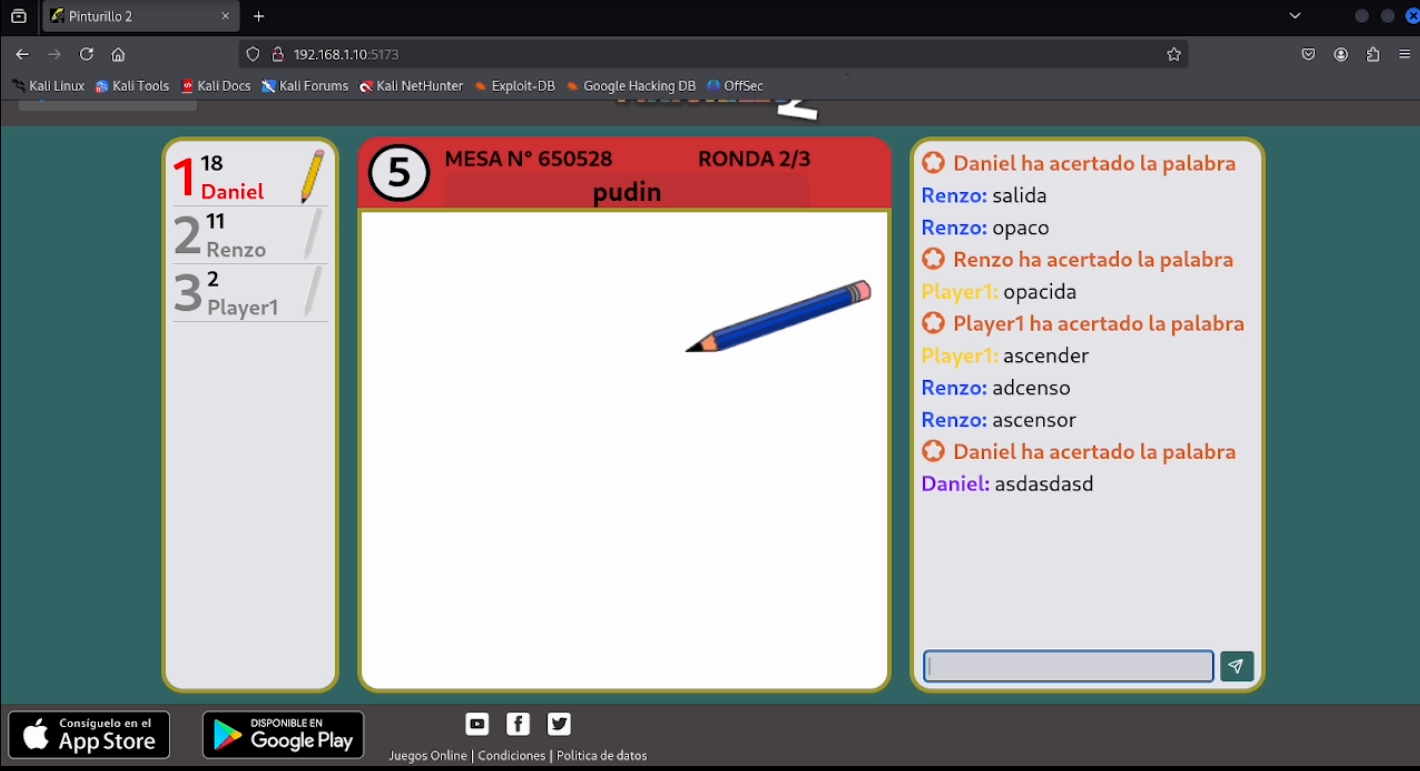 Pinturillo 2
192.168.1.10:5173
Kali Linux Kali Tools Kali Docs Kali Forums Kali NetHunter Exploit-DB Google Hacking DB OffSec
1 18
Daniel
2 11
Renzo
3 2
Player1
5 MESA N° 650528 RONDA 2/3
pudin
Daniel ha acertado la palabra
Renzo: salida
Renzo: opaco
Renzo ha acertado la palabra
Player1: opacida
Player1 ha acertado la palabra
Player1: ascender
Renzo: adcenso
Renzo: ascensor
Daniel ha acertado la palabra
Daniel: asdasdasd
Consíguelo en el
App Store
DISPONIBLE EN
Google Play
Juegos Online | Condiciones | Politica de datos